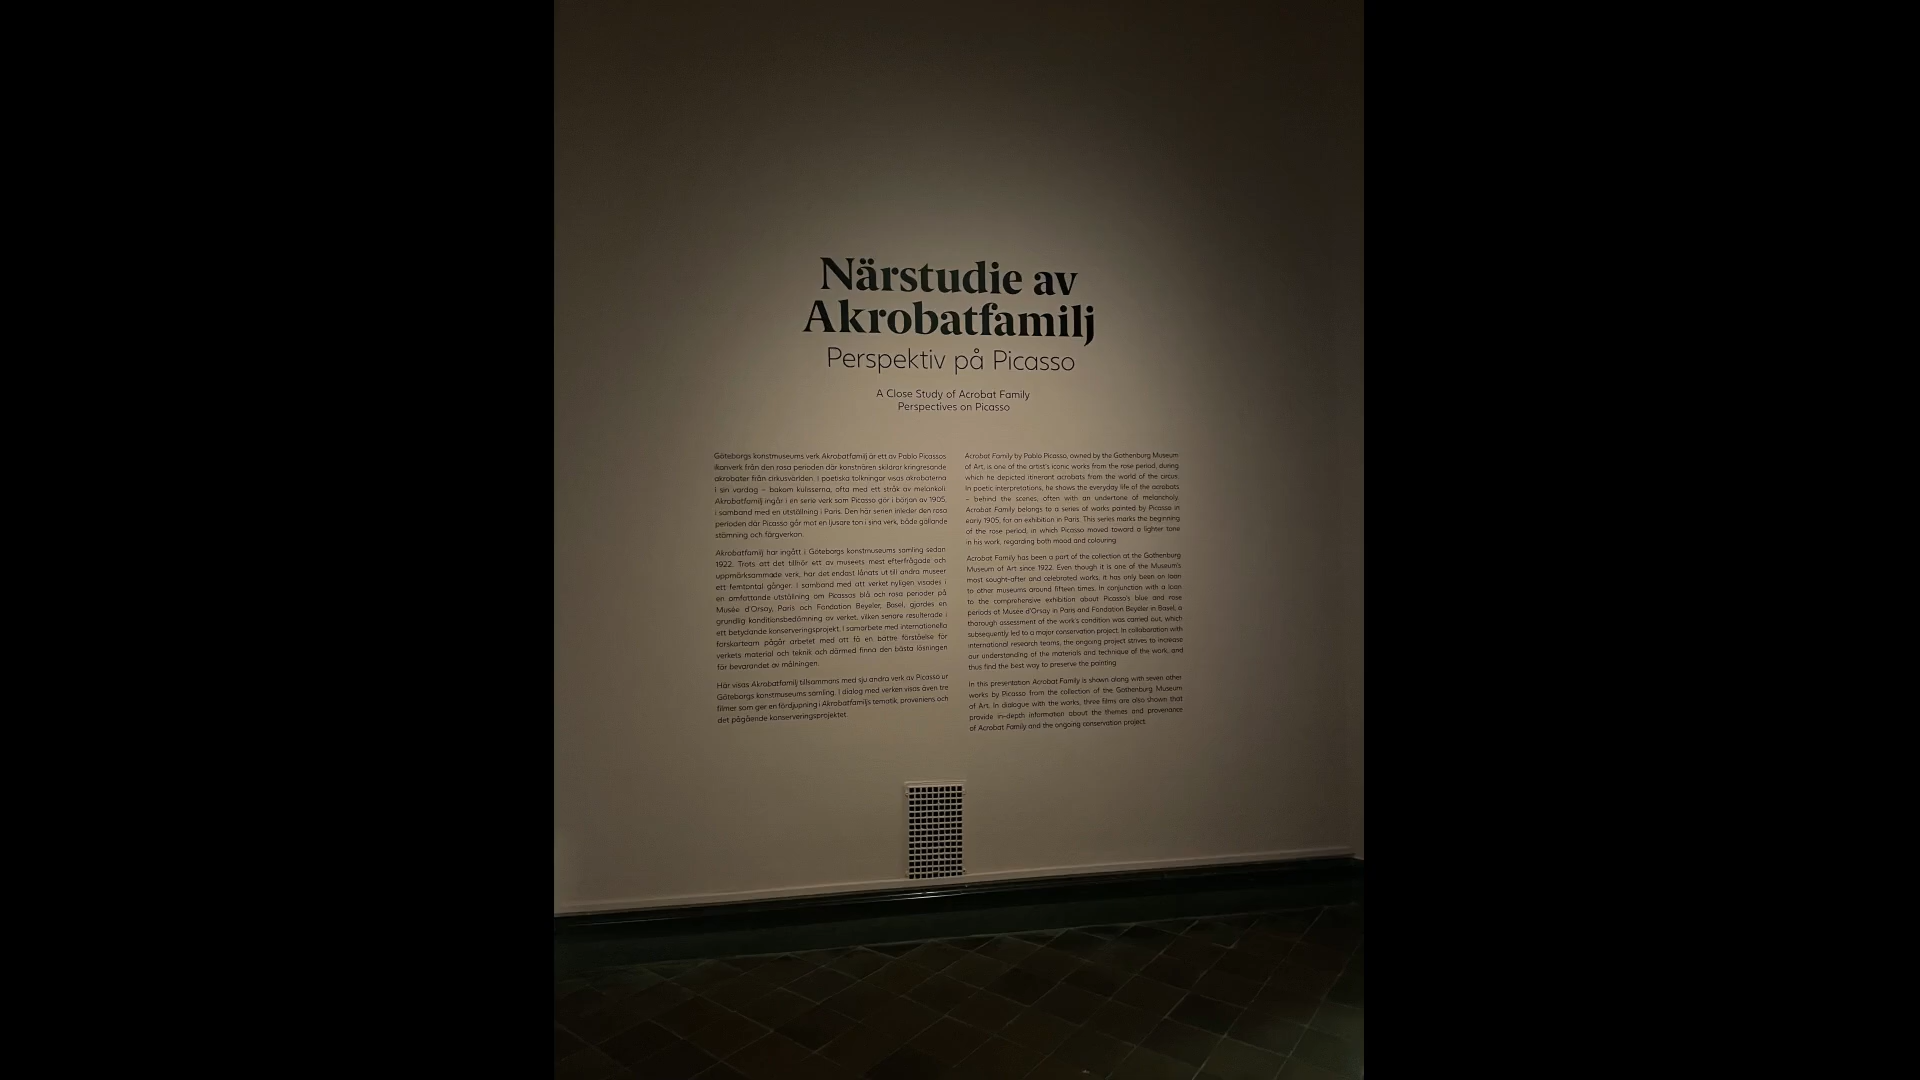 Närstudie av
Akrobatfamilj
Perspektiv på Picasso
A Close Study of Acrobat Family
Perspectives on Picasso
Göteborgs konstmuseums verk Akrobatfamilj är ett av Pablo Picassos
ikonverk från den rosa perioden där konstnären skildrar kringresande
akrobater från cirkusvärlden. I poetiska tolkningar visas akrobaterna
i sin vardag – bakom kulisserna, ofta med ett stråk av melankoli.
Akrobatfamilj ingår i en serie verk som Picasso gör i början av 1905,
i samband med en utställning i Paris. Den här serien inleder den rosa
perioden där Picasso går mot en ljusare ton i sina verk, både gällande
stämning och färgverkan.
Akrobatfamilj har ingått i Göteborgs konstmuseums samling sedan
1922. Trots att det tillhör ett av museets mest efterfrågade och
uppmärksammade verk, har det endast lånats ut till andra museer
ett femtontal gånger. I samband med att verket nyligen visades i
en omfattande utställning om Picassos blå och rosa perioder på
Musée d'Orsay, Paris och Fondation Beyeler, Basel, gjordes en
grundlig konditionsbedömning av verket, vilken senare resulterade i
ett betydande konserveringsprojekt. I samarbete med internationella
forskarteam pågår arbetet med att få en bättre förståelse för
verkets material och teknik och därmed finna den bästa lösningen
för bevarandet av målningen.
Här visas Akrobatfamilj tillsammans med sju andra verk av Picasso ur
Göteborgs konstmuseums samling. I dialog med verken visas även tre
filmer som ger en fördjupning i Akrobatfamiljs tematik, proveniens och
det pågående konserveringsprojektet.
Acrobat Family by Pablo Picasso, owned by the Gothenburg Museum
of Art, is one of the artist's iconic works from the rose period, during
which he depicted itinerant acrobats from the world of the circus.
In poetic interpretations, he shows the everyday life of the acrobats
– behind the scenes, often with an undertone of melancholy.
Acrobat Family belongs to a series of works painted by Picasso in
early 1905, for an exhibition in Paris. This series marks the beginning
of the rose period, in which Picasso moved toward a lighter tone
in his work, regarding both mood and colouring.
Acrobat Family has been a part of the collection at the Gothenburg
Museum of Art since 1922. Even though it is one of the Museum's
most sought-after and celebrated works, it has only been on loan
to other museums around fifteen times. In conjunction with a loan
to the comprehensive exhibition about Picasso's blue and rose
periods at Musée d'Orsay in Paris and Fondation Beyeler in Basel, a
thorough assessment of the work's condition was carried out, which
subsequently led to a major conservation project. In collaboration with
international research teams, the ongoing project strives to increase
our understanding of the materials and technique of the work, and
thus find the best way to preserve the painting.
In this presentation Acrobat Family is shown along with seven other
works by Picasso from the collection of the Gothenburg Museum
of Art. In dialogue with the works, three films are also shown that
provide in-depth information about the themes and provenance
of Acrobat Family and the ongoing conservation project.